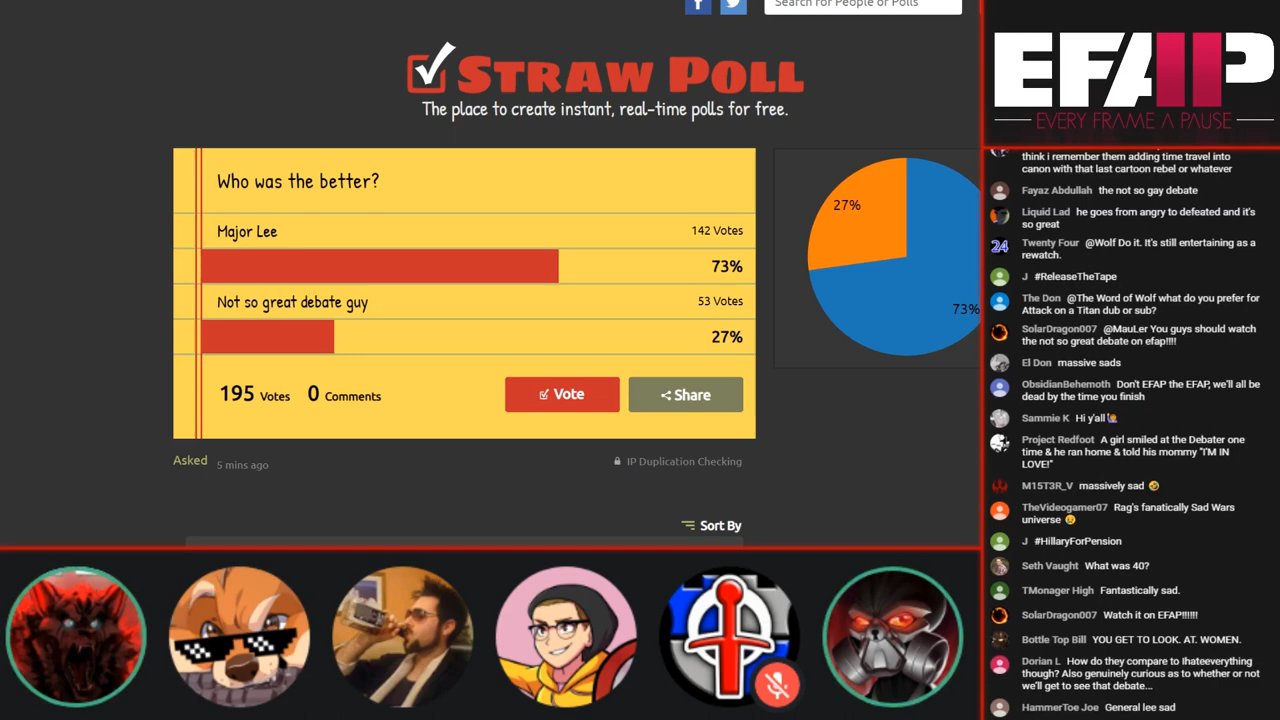 Search for People of Polls
STRAW POLL
The place to create instant, real-time polls for free.
Who was the better?
Major Lee
142 Votes
73%
Not so great debate guy
53 Votes
27%
195 Votes 0 Comments
Vote
Share
Asked 5 mins ago
IP Duplication Checking
Sort By
27%
73%
EFAP
EVERY FRAME A PAUSE
think i remember them adding time travel into
canon with that last cartoon rebel or whatever
Fayaz Abdullah the not so gay debate
Liquid Lad he goes from angry to defeated and it's
so great
24
Twenty Four @Wolf Do it. It's still entertaining as a
rewatch.
J #ReleaseTheTape
The Don @The Word of Wolf what do you prefer for
Attack on a Titan dub or sub?
SolarDragon007 @MauLer You guys should watch
the not so great debate on efap!!!!
El Don massive sads
ObsidianBehemoth Don't EFAP the EFAP, we'll all be
dead by the time you finish
Sammie K Hi y'all🙋
Project Redfoot A girl smiled at the Debater one
time & he ran home & told his mommy "I'M IN
LOVE!"
M15T3R_V massively sad 🤣
TheVideogamer07 Rag's fanatically Sad Wars
universe 😆
J #HillaryForPension
Seth Vaught What was 40?
TMonager High Fantastically sad.
SolarDragon007 Watch it on EFAP!!!!!!
Bottle Top Bill YOU GET TO LOOK. AT. WOMEN.
Dorian L How do they compare to Ihateeverything
though? Also genuinely curious as to whether or not
we'll get to see that debate...
HammerToe Joe General lee sad